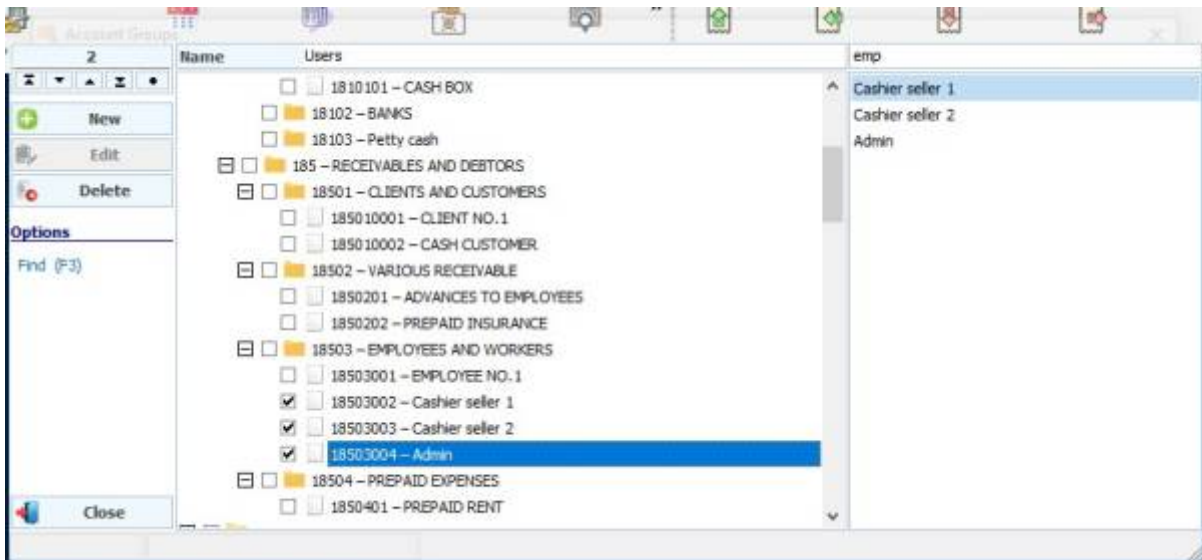 Account Groups
2
Name Users emp
New
Edit
Delete
Options
Find (F3)
Close
1810101 – CASH BOX
18102 – BANKS
18103 – Petty cash
185 – RECEIVABLES AND DEBTORS
18501 – CLIENTS AND CUSTOMERS
185010001 – CLIENT NO.1
185010002 – CASH CUSTOMER
18502 – VARIOUS RECEIVABLE
1850201 – ADVANCES TO EMPLOYEES
1850202 – PREPAID INSURANCE
18503 – EMPLOYEES AND WORKERS
18503001 – EMPLOYEE NO.1
18503002 – Cashier seller 1
18503003 – Cashier seller 2
18503004 – Admin
18504 – PREPAID EXPENSES
1850401 – PREPAID RENT
Cashier seller 1
Cashier seller 2
Admin